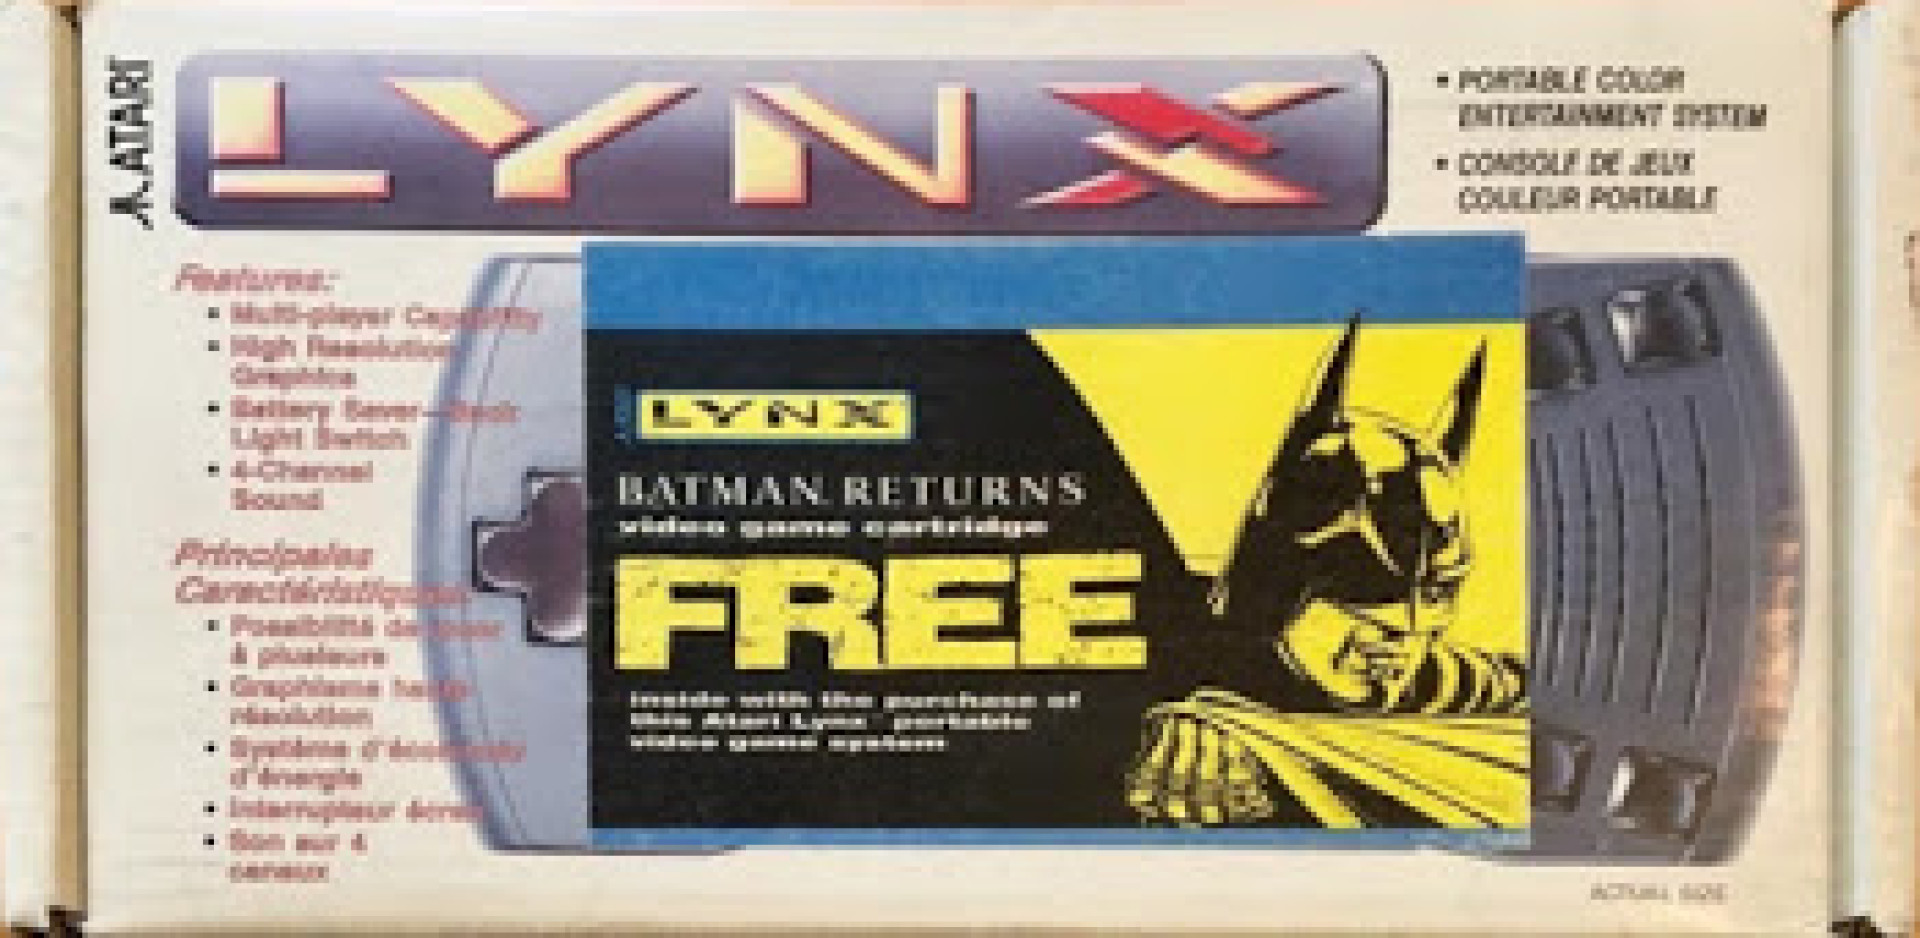 ATARI
LYNX
• PORTABLE COLOR
ENTERTAINMENT SYSTEM
• CONSOLE DE JEUX
COULEUR PORTABLE
Features:
• Multi-player Capability
• High Resolution
Graphics
• Battery Saver—Back
Light Switch
• 4-Channel
Sound
Principales
Caractéristiques
• Possibilité de jouer
à plusieurs
• Graphisme haute
résolution
• Système d'économie
d'énergie
• Interrupteur écran
• Son sur 4
canaux
LYNX
BATMAN RETURNS
video game cartridge
FREE
inside with the purchase of
this Atari Lynx™ portable
video game system
ACTUAL SIZE